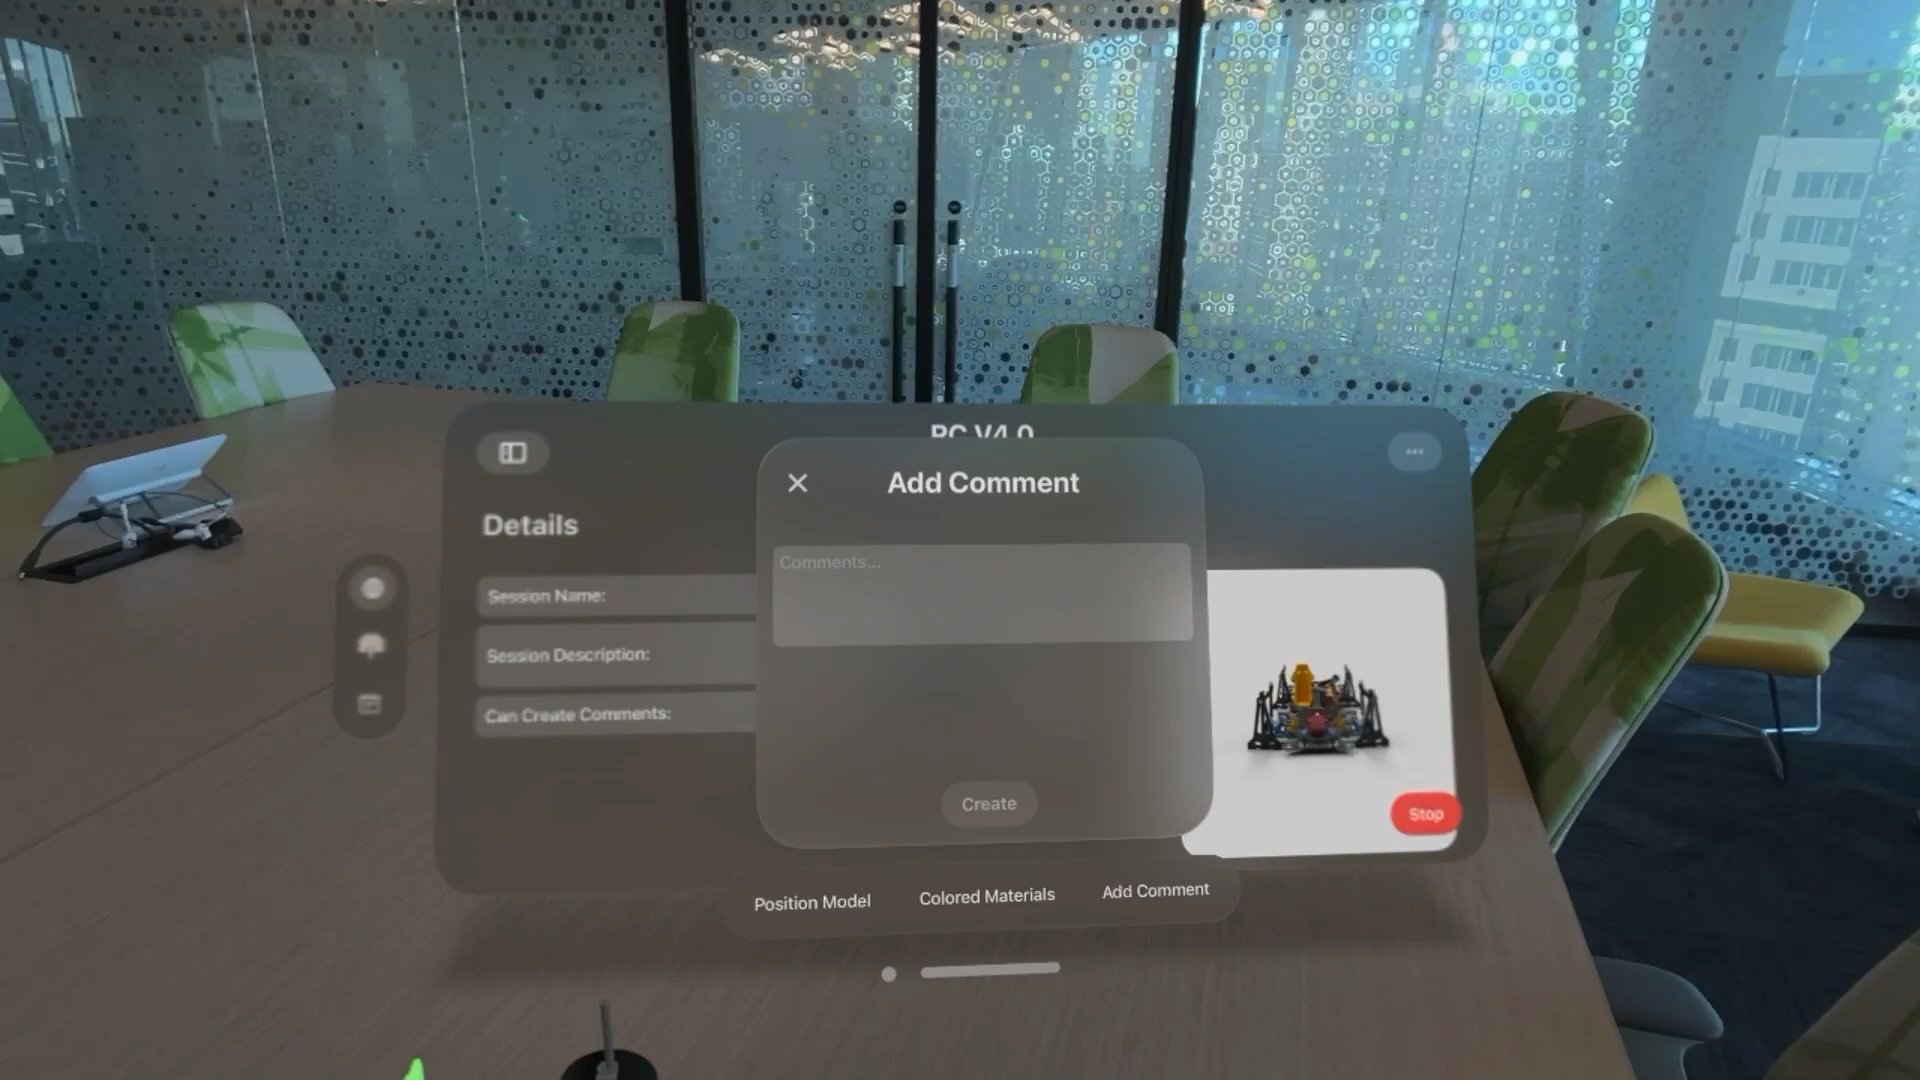 Add Comment
Details
Comments...
Session Name:
Session Description:
Can Create Comments:
Create
Stop
Position Model
Colored Materials
Add Comment